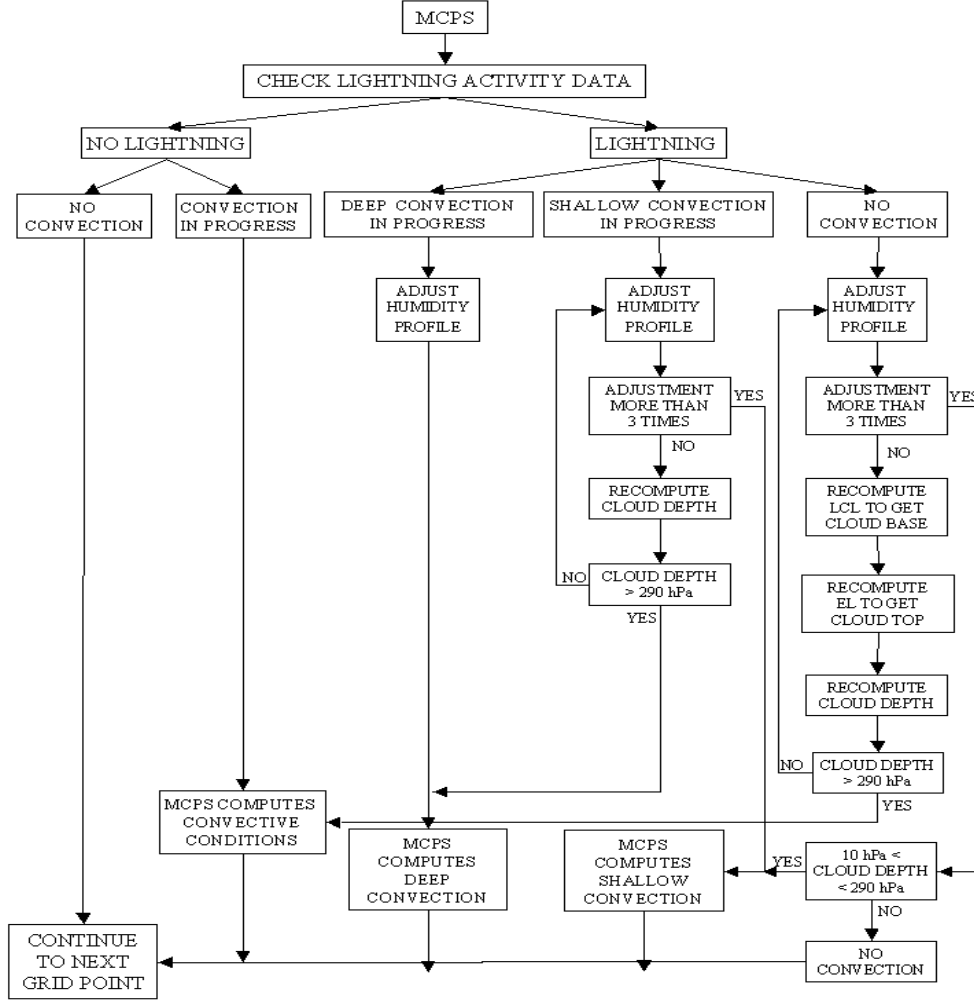 MCPS
CHECK LIGHTNING ACTIVITY DATA
NO LIGHTNING
LIGHTNING
NO
CONVECTION
CONVECTION
IN PROGRESS
DEEP CONVECTION
IN PROGRESS
SHALLOW CONVECTION
IN PROGRESS
NO
CONVECTION
ADJUST
HUMIDITY
PROFILE
ADJUST
HUMIDITY
PROFILE
ADJUST
HUMIDITY
PROFILE
ADJUSTMENT
MORE THAN
3 TIMES
YES
ADJUSTMENT
MORE THAN
3 TIMES
YES
NO
NO
RECOMPUTE
CLOUD DEPTH
RECOMPUTE
LCL TO GET
CLOUD BASE
NO
CLOUD DEPTH
> 290 hPa
YES
RECOMPUTE
EL TO GET
CLOUD TOP
RECOMPUTE
CLOUD DEPTH
NO
CLOUD DEPTH
> 290 hPa
YES
MCPS COMPUTES
CONVECTIVE
CONDITIONS
MCPS
COMPUTES
DEEP
CONVECTION
MCPS
COMPUTES
SHALLOW
CONVECTION
YES
10 hPa <
CLOUD DEPTH
< 290 hPa
NO
CONTINUE
TO NEXT
GRID POINT
NO
CONVECTION